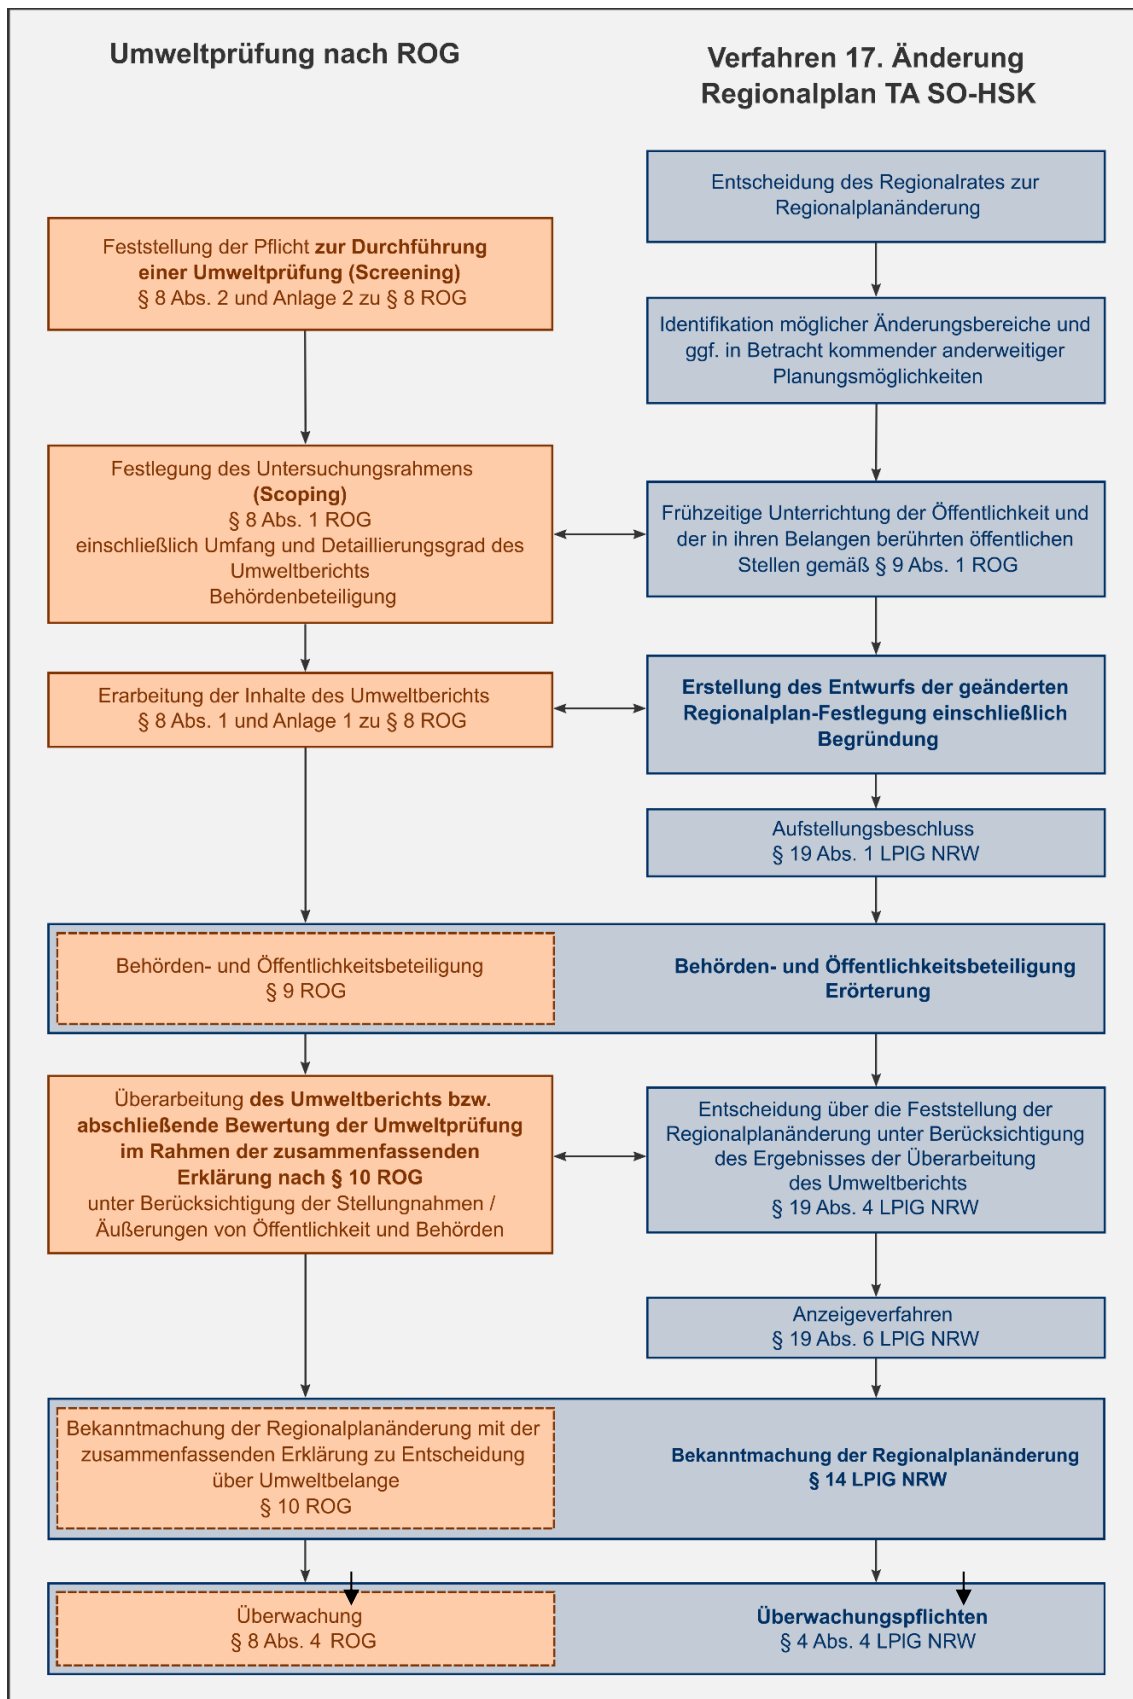 Umweltprüfung nach ROG
Verfahren 17. Änderung
Regionalplan TA SO-HSK
Entscheidung des Regionalrates zur
Regionalplanänderung
Feststellung der Pflicht zur Durchführung
einer Umweltprüfung (Screening)
§ 8 Abs. 2 und Anlage 2 zu § 8 ROG
Identifikation möglicher Änderungsbereiche und
ggf. in Betracht kommender anderweitiger
Planungsmöglichkeiten
Festlegung des Untersuchungsrahmens
(Scoping)
§ 8 Abs. 1 ROG
einschließlich Umfang und Detaillierungsgrad des
Umweltberichts
Behördenbeteiligung
Frühzeitige Unterrichtung der Öffentlichkeit und
der in ihren Belangen berührten öffentlichen
Stellen gemäß § 9 Abs. 1 ROG
Erarbeitung der Inhalte des Umweltberichts
§ 8 Abs. 1 und Anlage 1 zu § 8 ROG
Erstellung des Entwurfs der geänderten
Regionalplan-Festlegung einschließlich
Begründung
Aufstellungsbeschluss
§ 19 Abs. 1 LPlG NRW
Behörden- und Öffentlichkeitsbeteiligung
§ 9 ROG
Behörden- und Öffentlichkeitsbeteiligung
Erörterung
Überarbeitung des Umweltberichts bzw.
abschließende Bewertung der Umweltprüfung
im Rahmen der zusammenfassenden
Erklärung nach § 10 ROG
unter Berücksichtigung der Stellungnahmen /
Äußerungen von Öffentlichkeit und Behörden
Entscheidung über die Feststellung der
Regionalplanänderung unter Berücksichtigung
des Ergebnisses der Überarbeitung
des Umweltberichts
§ 19 Abs. 4 LPlG NRW
Anzeigeverfahren
§ 19 Abs. 6 LPlG NRW
Bekanntmachung der Regionalplanänderung mit der
zusammenfassenden Erklärung zu Entscheidung
über Umweltbelange
§ 10 ROG
Bekanntmachung der Regionalplanänderung
§ 14 LPlG NRW
Überwachung
§ 8 Abs. 4 ROG
Überwachungspflichten
§ 4 Abs. 4 LPlG NRW